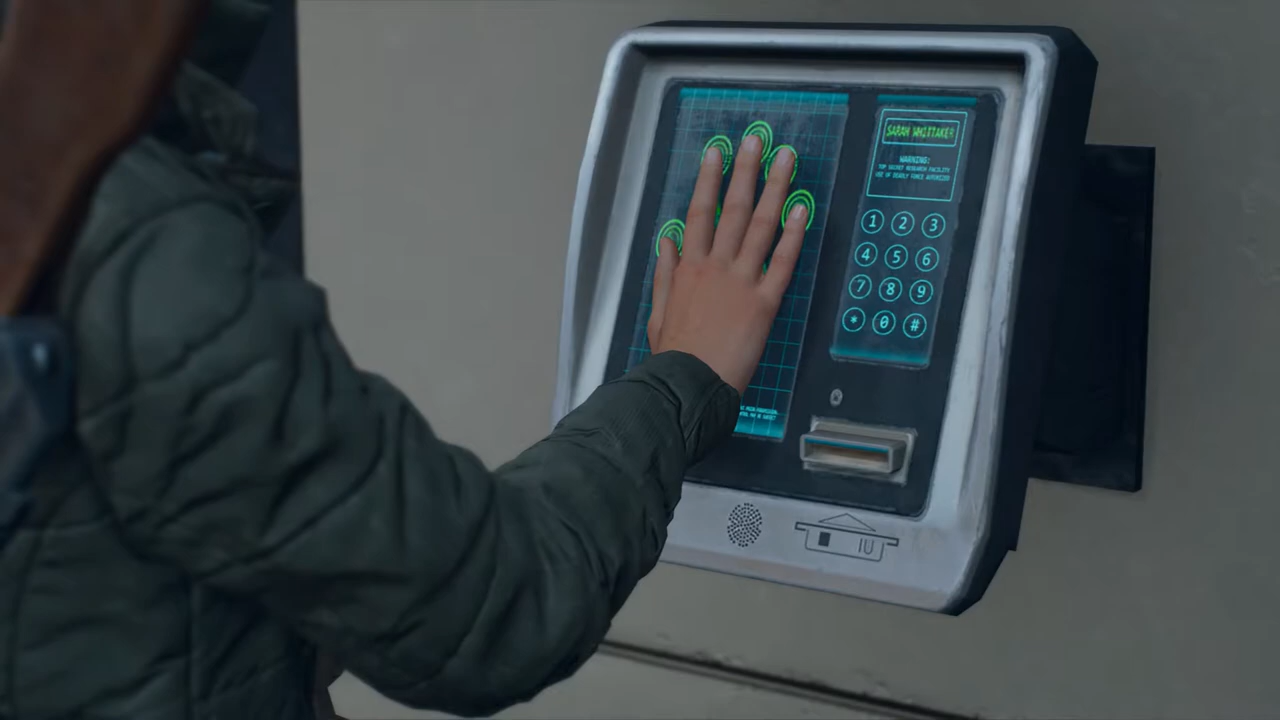 SARAH WHITTAKER
WARNING:
TOP SECRET RESEARCH FACILITY
USE OF DEADLY FORCE AUTHORIZED
1 2 3
4 5 6
7 8 9
* 0 #